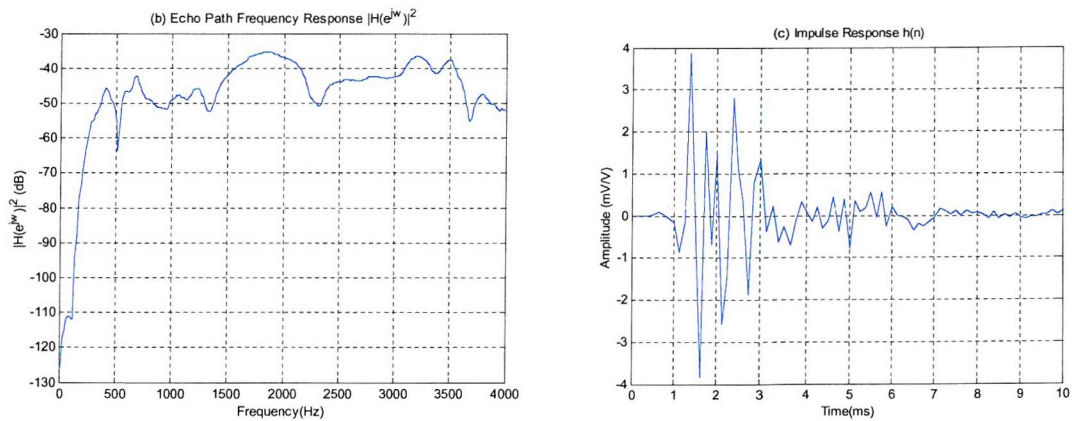 (b) Echo Path Frequency Response |H(e^jw)|^2
-30
-40
-50
-60
-70
-80
-90
-100
-110
-120
-130
|H(e^jw)|^2 (dB)
0 500 1000 1500 2000 2500 3000 3500 4000
Frequency(Hz)
(c) Impulse Response h(n)
4
3
2
1
0
-1
-2
-3
-4
Amplitude (mV/V)
0 1 2 3 4 5 6 7 8 9 10
Time(ms)